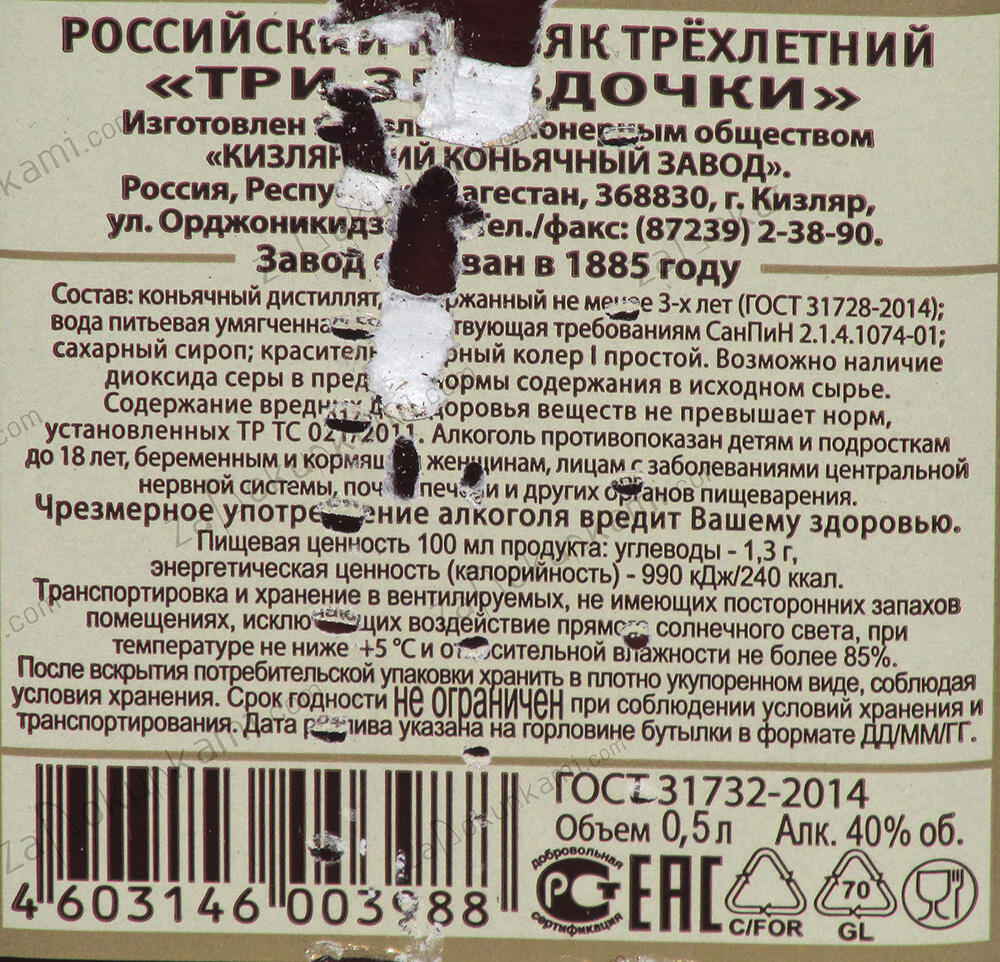 РОССИЙСКИЙ КОНЬЯК ТРЁХЛЕТНИЙ
«ТРИ ЗВЁЗДОЧКИ»
Изготовлен обществом
«КИЗЛЯРСКИЙ КОНЬЯЧНЫЙ ЗАВОД».
Россия, Республика Дагестан, 368830, г. Кизляр,
ул. Орджоникидзе тел./факс: (87239) 2-38-90.
Завод основан в 1885 году
Состав: коньячный дистиллят, выдержанный не менее 3-х лет (ГОСТ 31728-2014);
вода питьевая умягченная соответствующая требованиям СанПиН 2.1.4.1074-01;
сахарный сироп; краситель сахарный колер I простой. Возможно наличие
диоксида серы в пределах нормы содержания в исходном сырье.
Содержание вредных для здоровья веществ не превышает норм,
установленных ТР ТС 021/2011. Алкоголь противопоказан детям и подросткам
до 18 лет, беременным и кормящим женщинам, лицам с заболеваниями центральной
нервной системы, почек, печени и других органов пищеварения.
Чрезмерное употребление алкоголя вредит Вашему здоровью.
Пищевая ценность 100 мл продукта: углеводы - 1,3 г,
энергетическая ценность (калорийность) - 990 кДж/240 ккал.
Транспортировка и хранение в вентилируемых, не имеющих посторонних запахов
помещениях, исключающих воздействие прямого солнечного света, при
температуре не ниже +5 °С и относительной влажности не более 85%.
После вскрытия потребительской упаковки хранить в плотно укупоренном виде, соблюдая
условия хранения. Срок годности не ограничен при соблюдении условий хранения и
транспортирования. Дата розлива указана на горловине бутылки в формате ДД/ММ/ГГ.
ГОСТ 31732-2014
Объем 0,5 л Алк. 40% об.
добровольная
РСТ
сертификация
ЕАС
C/FOR
70
GL
4 603146 003988